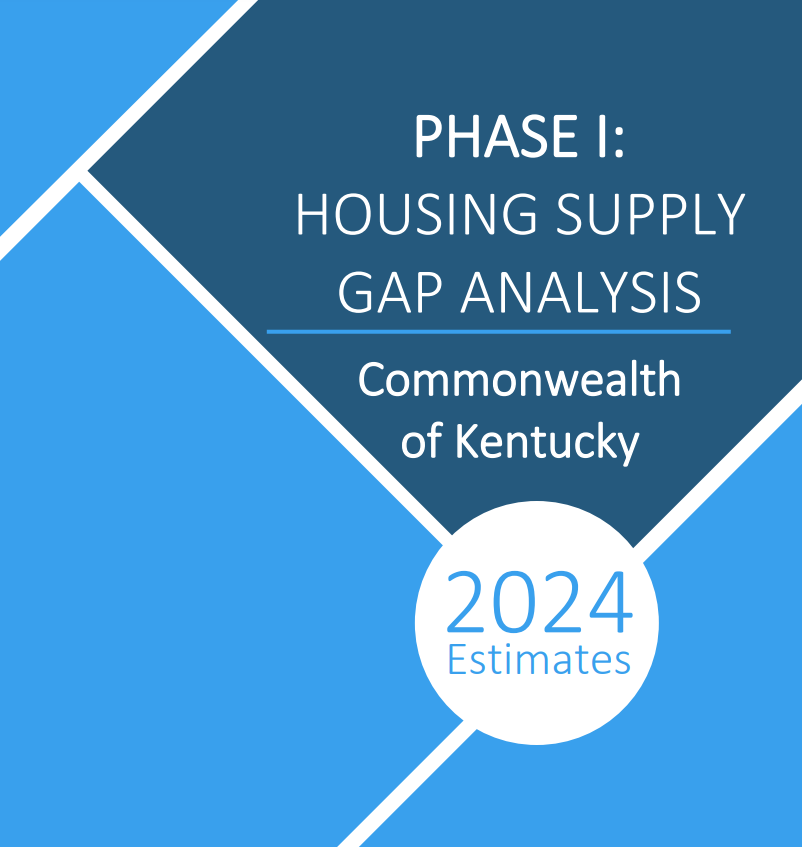 PHASE I:
HOUSING SUPPLY
GAP ANALYSIS
Commonwealth
of Kentucky
2024
Estimates